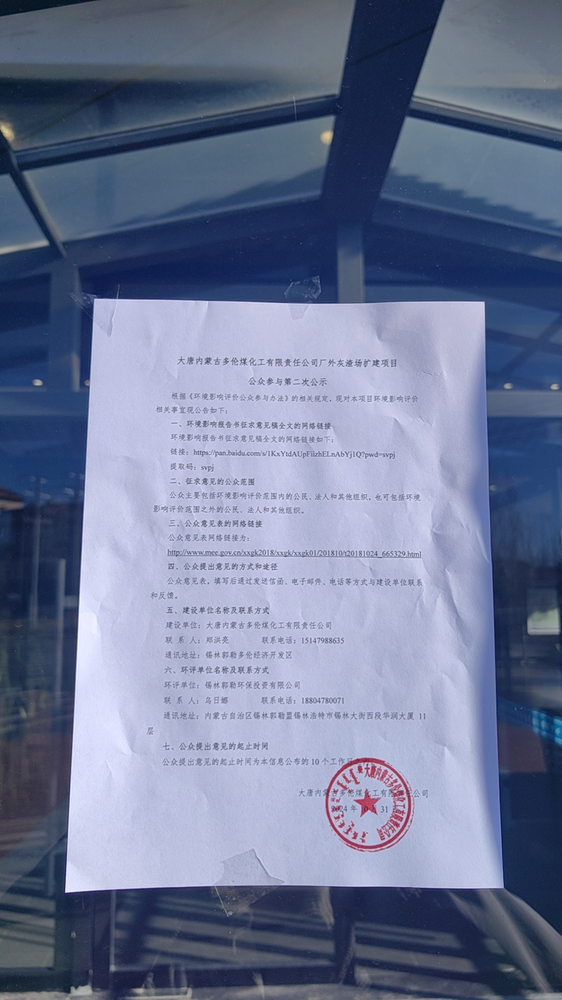 大唐内蒙古多伦煤化工有限责任公司厂外灰渣场扩建项目
公众参与第二次公示
根据《环境影响评价公众参与办法》的相关规定，现对本项目环境影响评价
相关事宜现公告如下：
一、环境影响报告书征求意见稿全文的网络链接
环境影响报告书征求意见稿全文的网络链接如下：
链接：https://pan.baidu.com/s/1KxYtdAUpFiizhELnAbYj1Q?pwd=svpj
提取码：svpj
二、征求意见的公众范围
公众主要包括环境影响评价范围内的公民、法人和其他组织，也可包括环境
影响评价范围之外的公民、法人和其他组织。
三、公众意见表的网络链接
公众意见表网络链接为：
http://www.mee.gov.cn/xxgk2018/xxgk/xxgk01/201810/t20181024_665329.html
四、公众提出意见的方式和途径
公众意见表，填写后通过发送信函、电子邮件、电话等方式与建设单位联系
和反馈。
五、建设单位名称及联系方式
建设单位：大唐内蒙古多伦煤化工有限责任公司
联 系 人：郑洪亮 联系电话：15147988635
通讯地址：锡林郭勒多伦经济开发区
六、环评单位名称及联系方式
环评单位：锡林郭勒环保投资有限公司
联 系 人：乌日娜 联系电话：18804780071
通讯地址：内蒙古自治区锡林郭勒盟锡林浩特市锡林大街西段华润大厦 11
层
七、公众提出意见的起止时间
公众提出意见的起止时间为本信息公布的 10 个工作日之内
大唐内蒙古多伦煤化工有限责任公司
2024 年 10 月 31 日
大唐内蒙古多伦煤化工有限责任公司